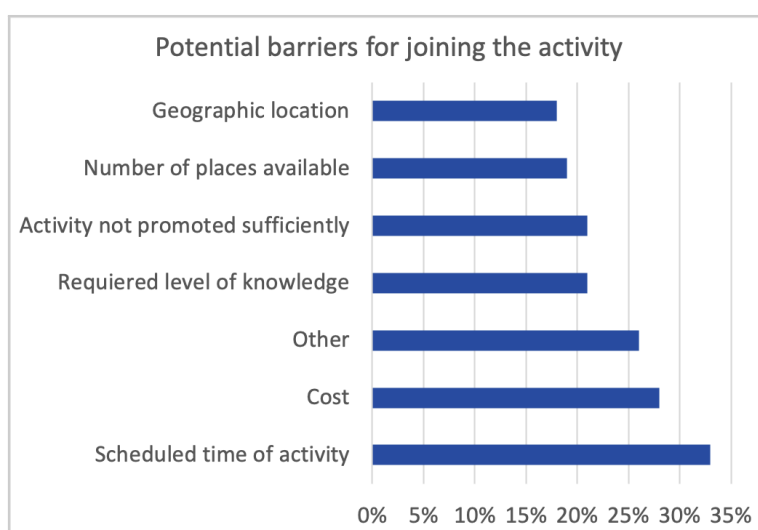 Potential barriers for joining the activity
Geographic location
Number of places available
Activity not promoted sufficiently
Requiered level of knowledge
Other
Cost
Scheduled time of activity
0% 5% 10% 15% 20% 25% 30% 35%